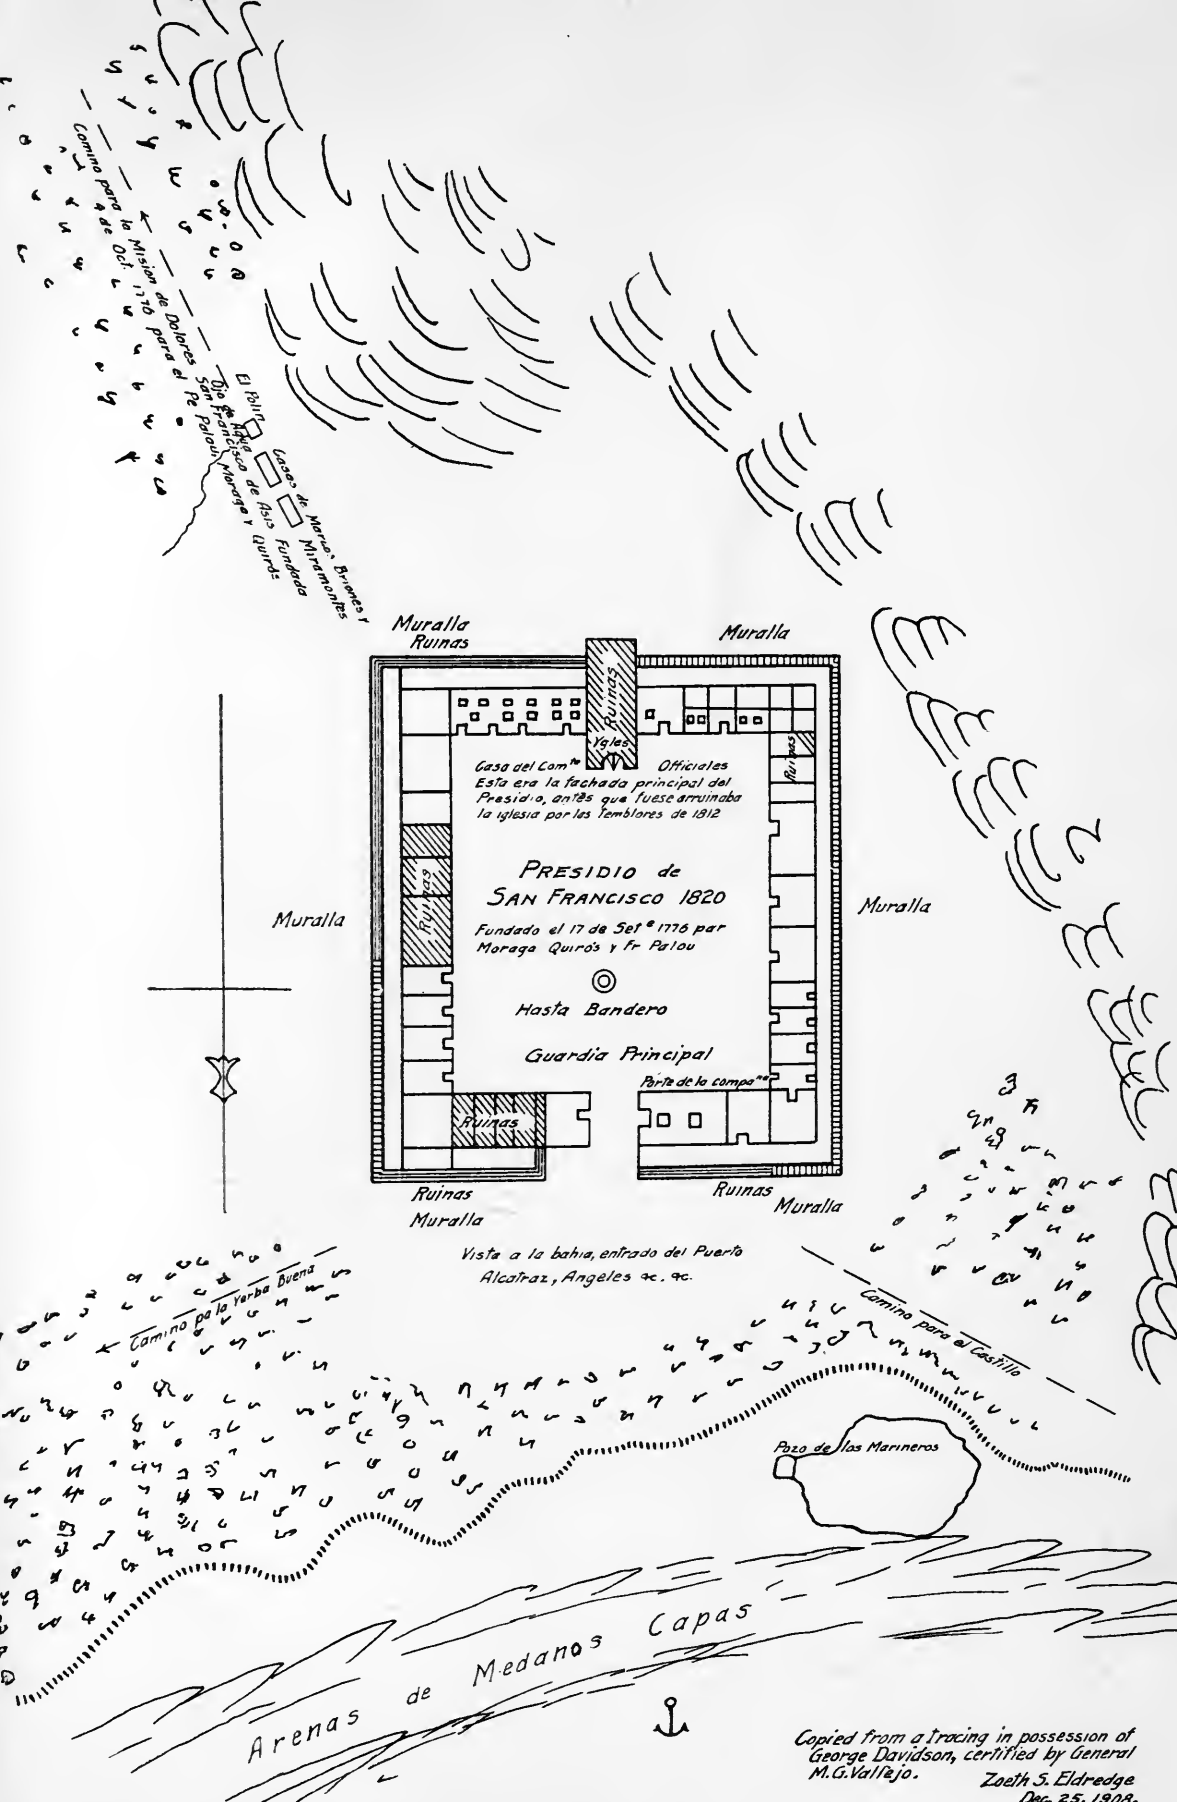 Camino para la Mision de Dolores San Francisco de Asis Fundada
4 de Oct. 1776 para el Pe Palou, Moraga y Quirós
El Polin
Ojo de Agua
Casas de Marcos Briones y
Miramontes
Muralla
Ruinas
Muralla
Ruinas
Ygles
Ruinas
Casa del Comte
Officiales
Esta era la fachada principal del
Presidio, antes que fuese arruinaba
la iglesia por los Temblores de 1812
Ruinas
PRESIDIO de
SAN FRANCISCO 1820
Muralla
Muralla
Fundado el 17 de Sete 1776 par
Moraga Quirós y Fr Palou
Hasta Bandero
Guardia Principal
Parte de la compa
Ruinas
Ruinas
Muralla
Ruinas
Muralla
Vista a la bahia, entrado del Puerto
Alcatraz, Angeles &c. &c.
Camino pa la Yerba Buena
Camino para el Castillo
Pozo de los Marineros
Arenas de Medanos Capas
Copied from a tracing in possession of
George Davidson, certified by General
M.G. Vallejo.
Zoeth S. Eldredge
Dec. 25, 1908.